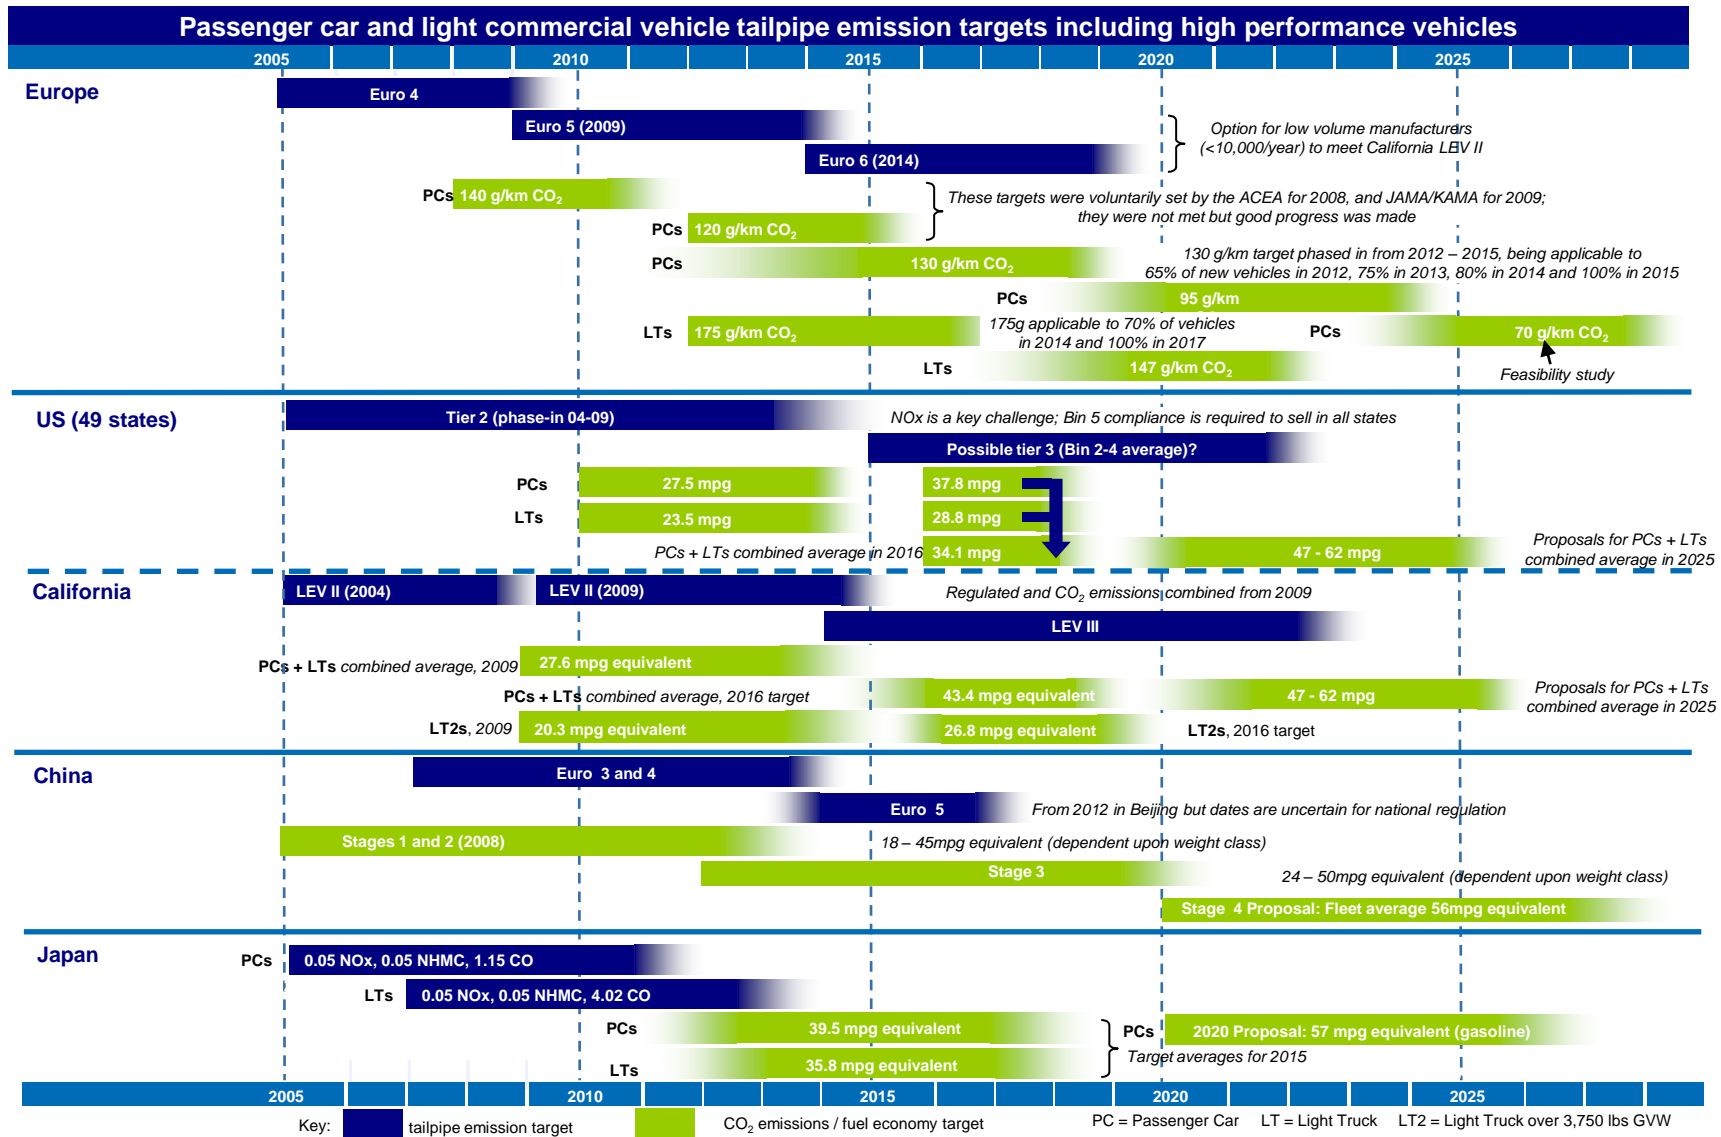 Passenger car and light commercial vehicle tailpipe emission targets including high performance vehicles
2005 2010 2015 2020 2025
Europe
Euro 4
Euro 5 (2009)
Option for low volume manufacturers
(<10,000/year) to meet California LEV II
Euro 6 (2014)
PCs 140 g/km CO2
These targets were voluntarily set by the ACEA for 2008, and JAMA/KAMA for 2009;
they were not met but good progress was made
PCs 120 g/km CO2
PCs 130 g/km CO2
130 g/km target phased in from 2012 – 2015, being applicable to
65% of new vehicles in 2012, 75% in 2013, 80% in 2014 and 100% in 2015
PCs 95 g/km
LTs 175 g/km CO2
175g applicable to 70% of vehicles
in 2014 and 100% in 2017
PCs 70 g/km CO2
LTs 147 g/km CO2
Feasibility study
US (49 states)
Tier 2 (phase-in 04-09)
NOx is a key challenge; Bin 5 compliance is required to sell in all states
Possible tier 3 (Bin 2-4 average)?
PCs 27.5 mpg 37.8 mpg
LTs 23.5 mpg 28.8 mpg
PCs + LTs combined average in 2016 34.1 mpg 47 - 62 mpg
Proposals for PCs + LTs
combined average in 2025
California
LEV II (2004) LEV II (2009)
Regulated and CO2 emissions combined from 2009
LEV III
PCs + LTs combined average, 2009 27.6 mpg equivalent
PCs + LTs combined average, 2016 target 43.4 mpg equivalent 47 - 62 mpg
Proposals for PCs + LTs
combined average in 2025
LT2s, 2009 20.3 mpg equivalent 26.8 mpg equivalent LT2s, 2016 target
China
Euro 3 and 4
Euro 5 From 2012 in Beijing but dates are uncertain for national regulation
Stages 1 and 2 (2008) 18 – 45mpg equivalent (dependent upon weight class)
Stage 3 24 – 50mpg equivalent (dependent upon weight class)
Stage 4 Proposal: Fleet average 56mpg equivalent
Japan
PCs 0.05 NOx, 0.05 NHMC, 1.15 CO
LTs 0.05 NOx, 0.05 NHMC, 4.02 CO
PCs 39.5 mpg equivalent
PCs 2020 Proposal: 57 mpg equivalent (gasoline)
Target averages for 2015
LTs 35.8 mpg equivalent
2005 2010 2015 2020 2025
Key: tailpipe emission target CO2 emissions / fuel economy target PC = Passenger Car LT = Light Truck LT2 = Light Truck over 3,750 lbs GVW